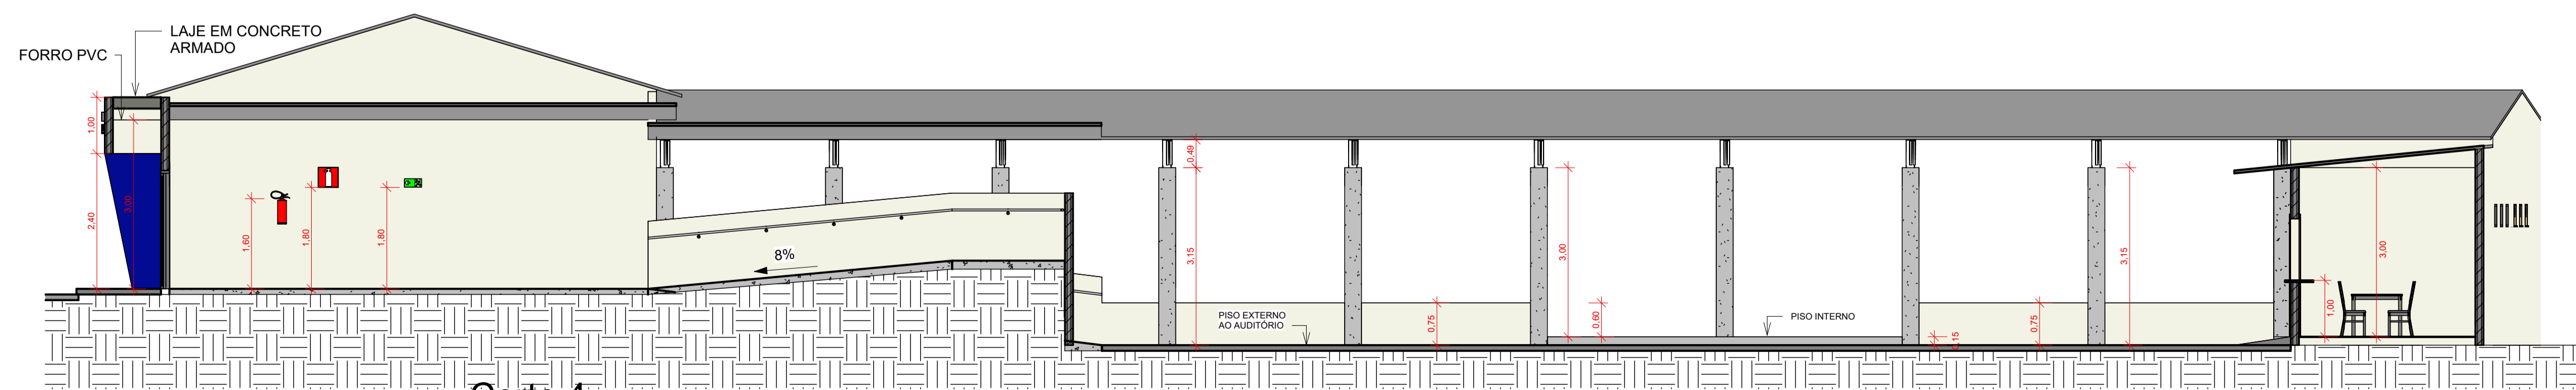 LAJE EM CONCRETO
ARMADO
FORRO PVC
1,00
2,40
3,00
1,60
1,80
1,80
8%
0,49
3,15
PISO EXTERNO
AO AUDITÓRIO
0,75
3,00
0,60
PISO INTERNO
0,15
0,75
3,15
1,00
3,00